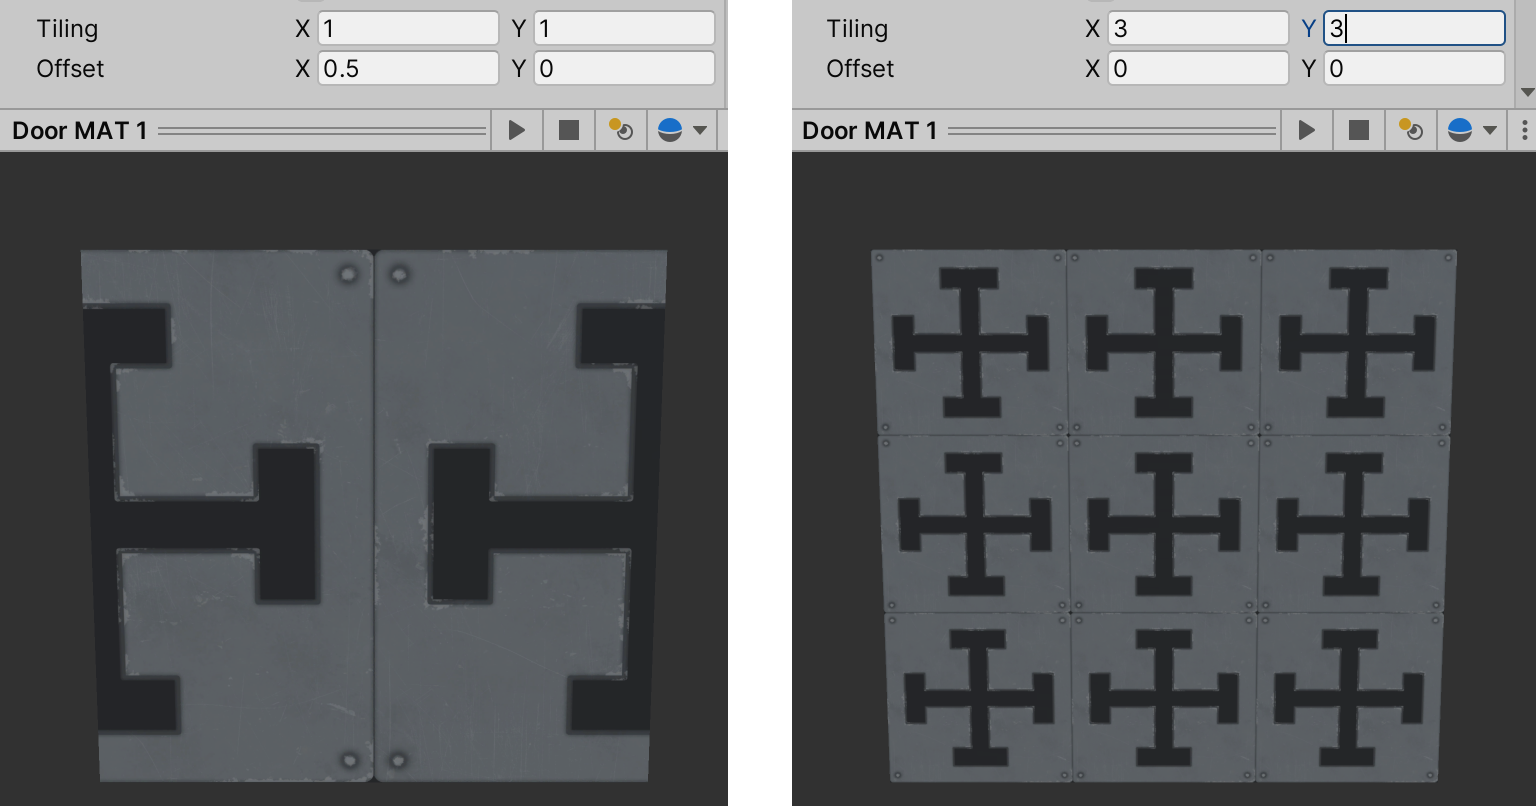 Tiling X 1 Y 1
Offset X 0.5 Y 0
Door MAT 1
Tiling X 3 Y 3
Offset X 0 Y 0
Door MAT 1